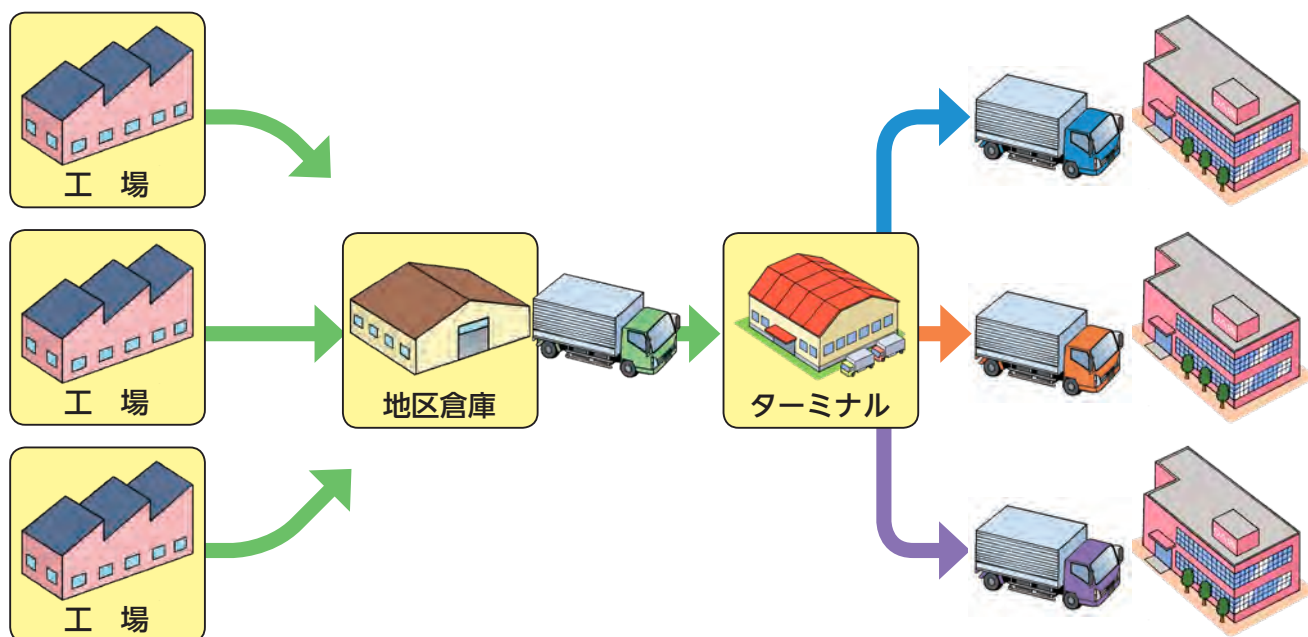 工 場
工 場
地区倉庫
ターミナル
工 場